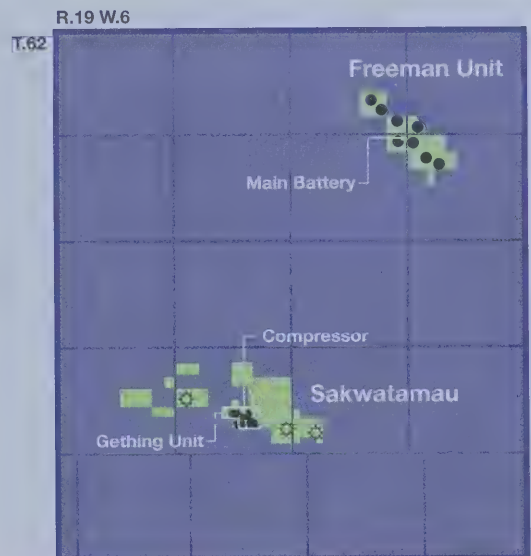 R.19 W.6
T.62
Freeman Unit
Main Battery
Compressor
Sakwatamau
Gething Unit